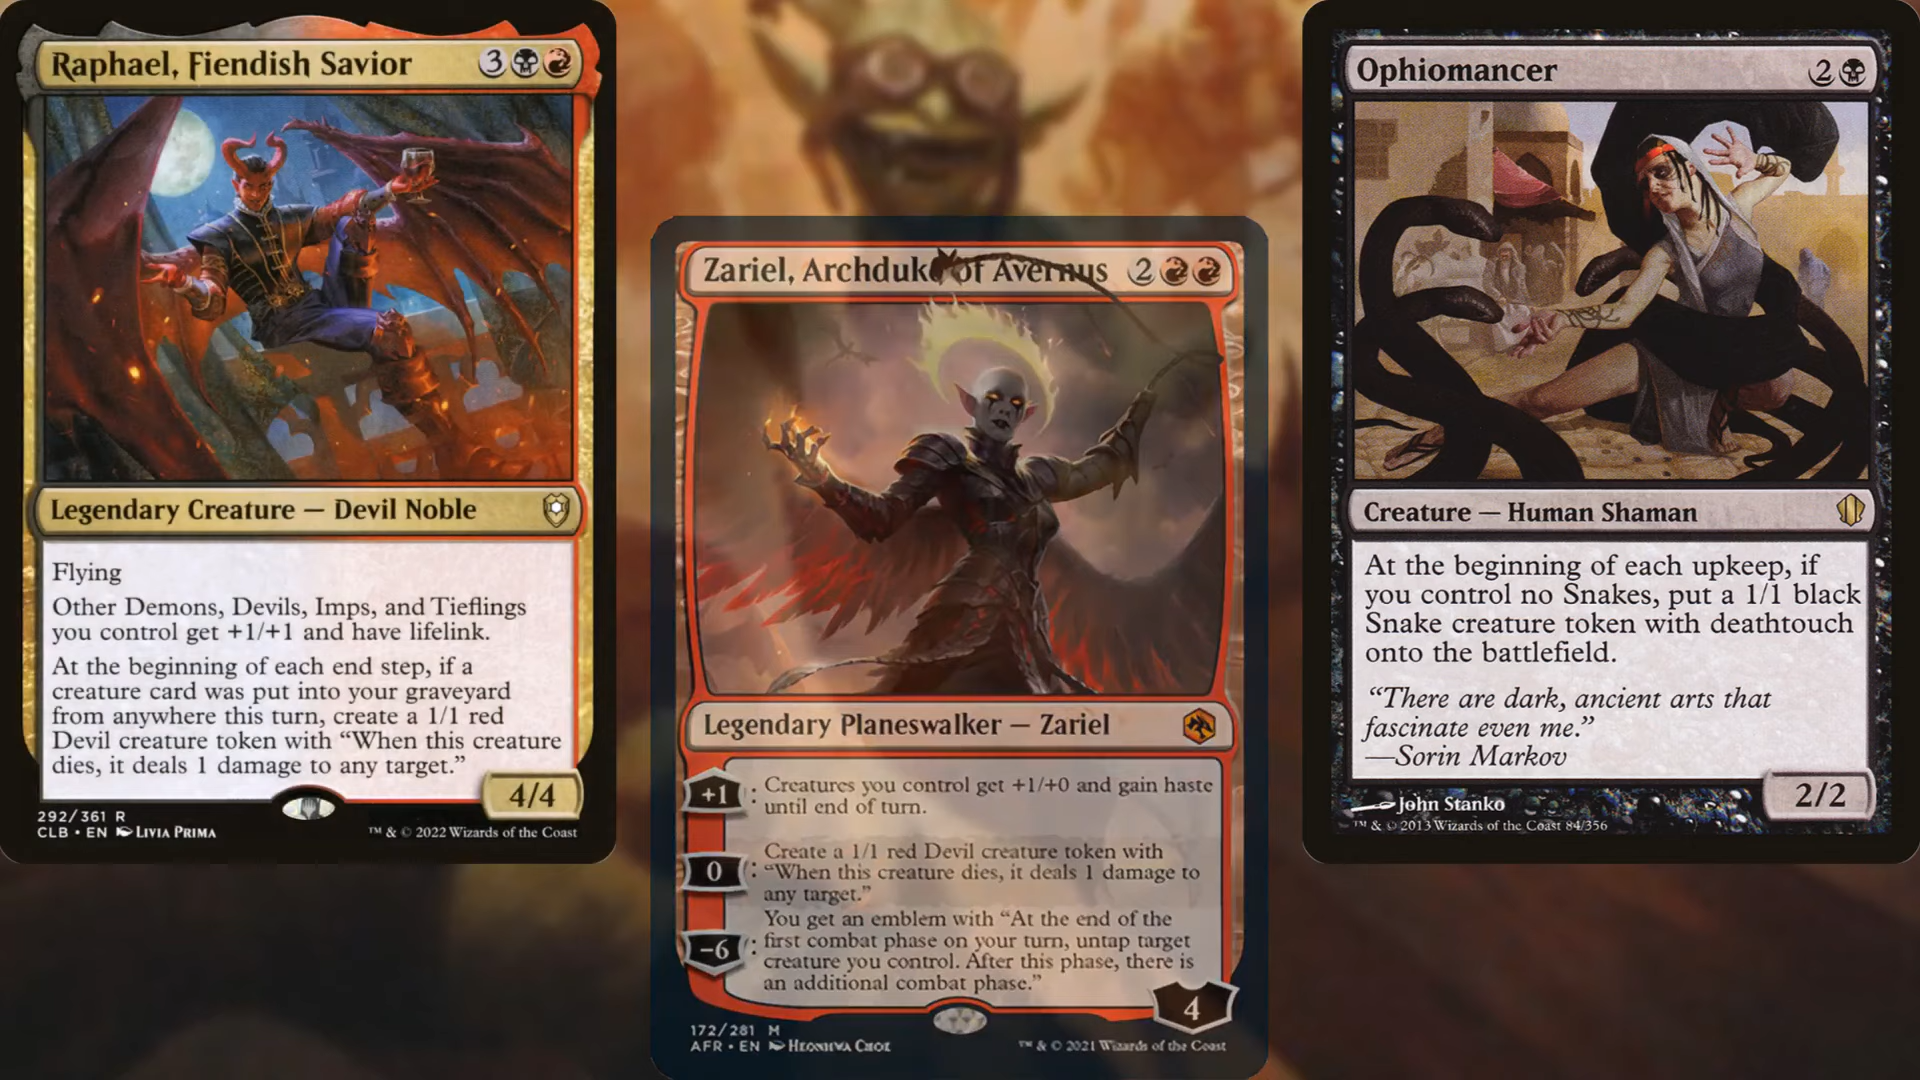 Raphael, Fiendish Savior 3
Legendary Creature — Devil Noble
Flying
Other Demons, Devils, Imps, and Tieflings
you control get +1/+1 and have lifelink.
At the beginning of each end step, if a
creature card was put into your graveyard
from anywhere this turn, create a 1/1 red
Devil creature token with “When this creature
dies, it deals 1 damage to any target.”
4/4
292/361 R
CLB • EN LIVIA PRIMA
™ & © 2022 Wizards of the Coast
Zariel, Archduke of Avernus 2
Legendary Planeswalker — Zariel
+1 : Creatures you control get +1/+0 and gain haste
until end of turn.
Create a 1/1 red Devil creature token with
0 : “When this creature dies, it deals 1 damage to
any target.”
You get an emblem with “At the end of the
−6 : first combat phase on your turn, untap target
creature you control. After this phase, there is
an additional combat phase.”
4
172/281 M
AFR • EN HEONHWA CHOE
™ & © 2021 Wizards of the Coast
Ophiomancer 2
Creature — Human Shaman
At the beginning of each upkeep, if
you control no Snakes, put a 1/1 black
Snake creature token with deathtouch
onto the battlefield.
“There are dark, ancient arts that
fascinate even me.”
—Sorin Markov
2/2
John Stanko
™ & © 2013 Wizards of the Coast 84/356